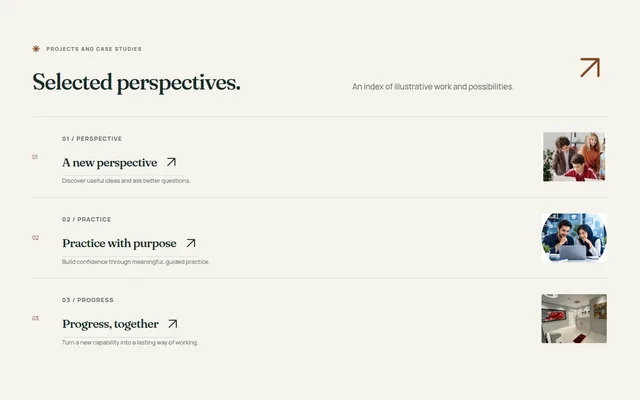 PROJECTS AND CASE STUDIES
Selected perspectives.
An index of illustrative work and possibilities.
01
01 / PERSPECTIVE
A new perspective
Discover useful ideas and ask better questions.
02
02 / PRACTICE
Practice with purpose
Build confidence through meaningful, guided practice.
03
03 / PROGRESS
Progress, together
Turn a new capability into a lasting way of working.